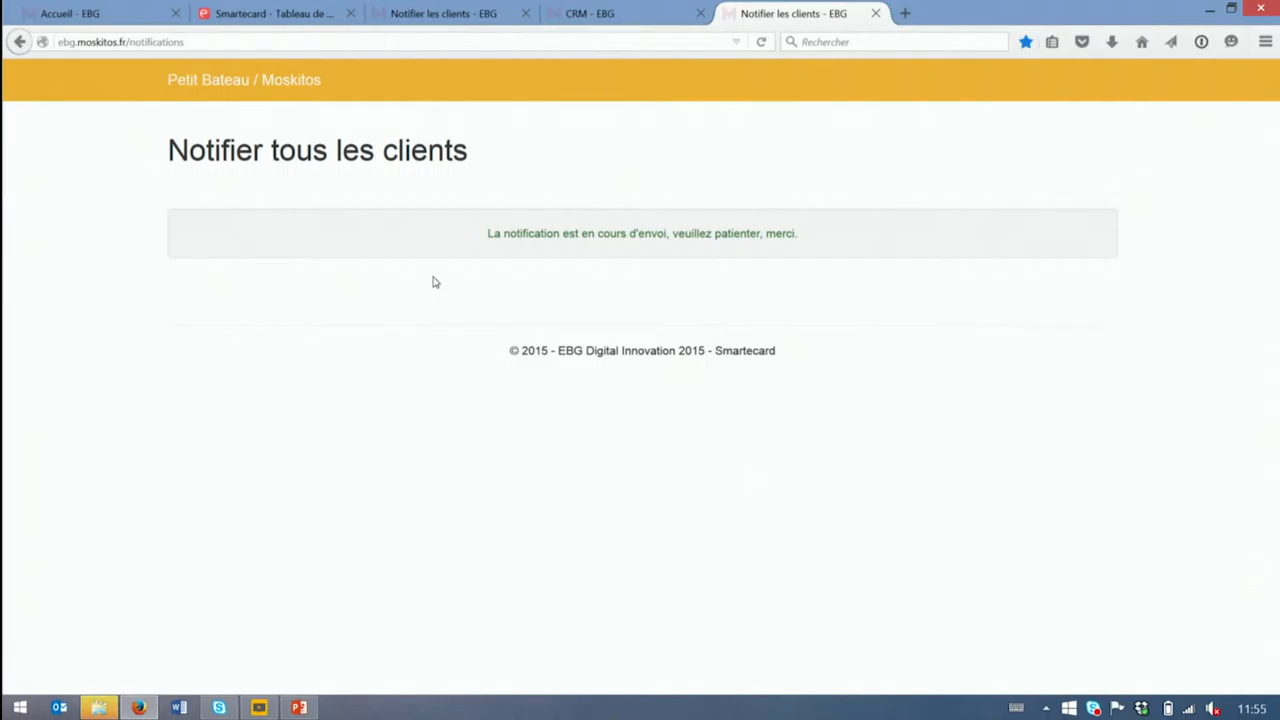 Accueil - EBG
Smartecard - Tableau de ...
Notifier les clients - EBG
CRM - EBG
Notifier les clients - EBG
ebg.moskitos.fr/notifications
Rechercher
Petit Bateau / Moskitos
Notifier tous les clients
La notification est en cours d'envoi, veuillez patienter, merci.
© 2015 - EBG Digital Innovation 2015 - Smartecard
11:55